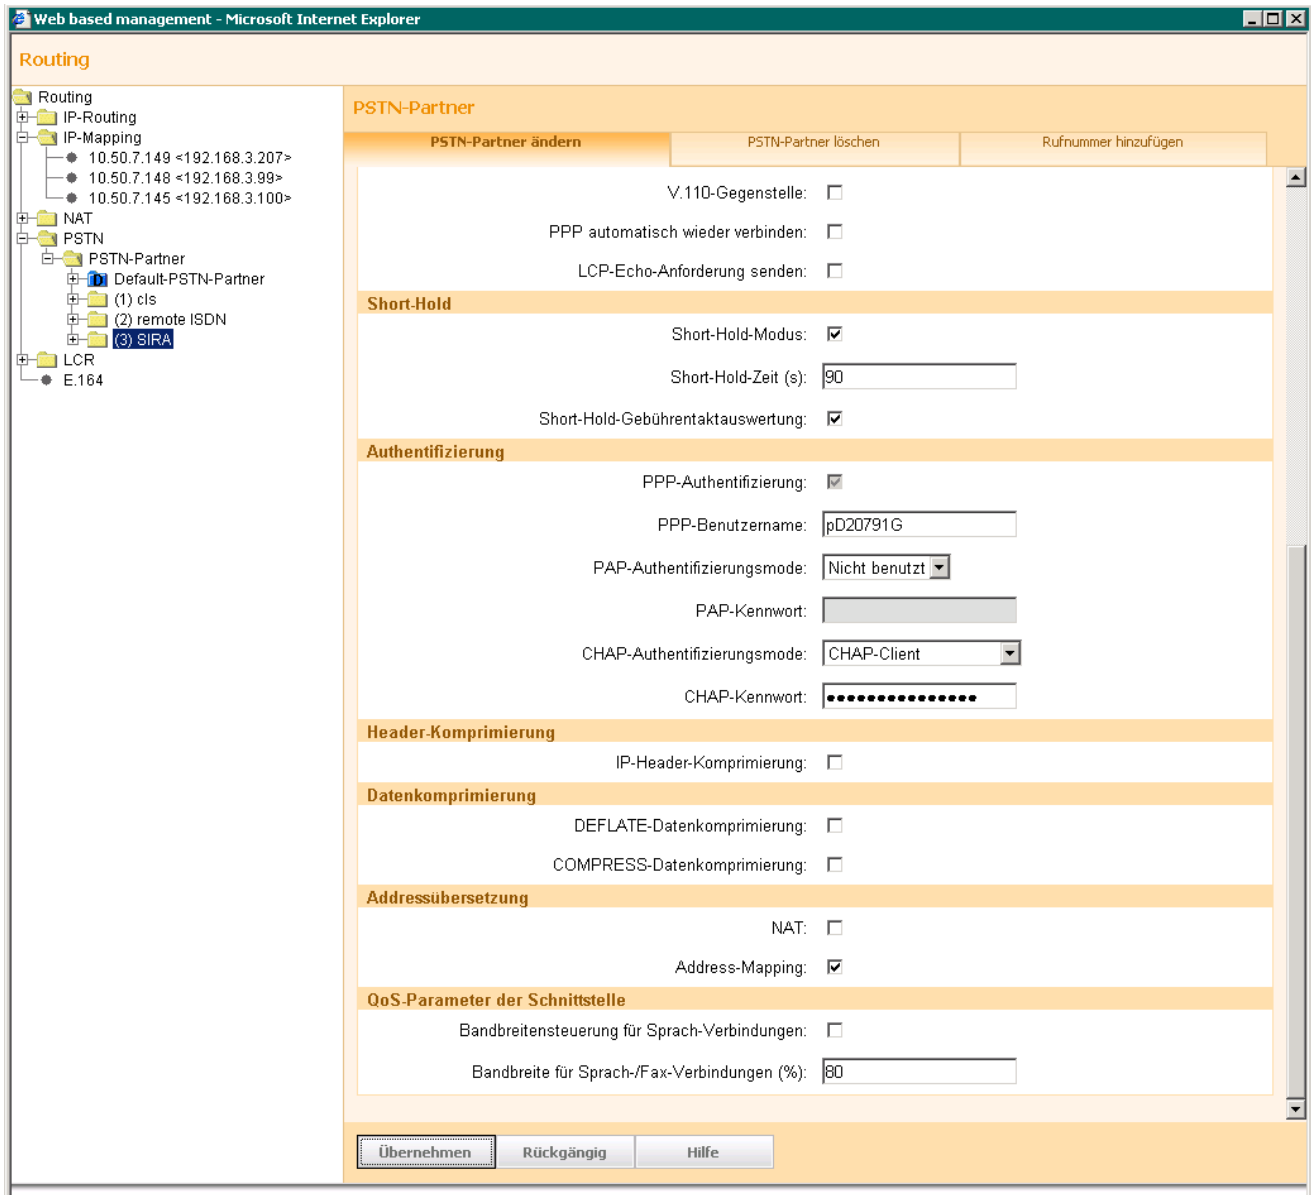 Web based management - Microsoft Internet Explorer
Routing
Routing
IP-Routing
IP-Mapping
10.50.7.149 <192.168.3.207>
10.50.7.148 <192.168.3.99>
10.50.7.145 <192.168.3.100>
NAT
PSTN
PSTN-Partner
D Default-PSTN-Partner
(1) cls
(2) remote ISDN
(3) SIRA
LCR
E.164
PSTN-Partner
PSTN-Partner ändern PSTN-Partner löschen Rufnummer hinzufügen
V.110-Gegenstelle:
PPP automatisch wieder verbinden:
LCP-Echo-Anforderung senden:
Short-Hold
Short-Hold-Modus:
Short-Hold-Zeit (s): 90
Short-Hold-Gebührentaktauswertung:
Authentifizierung
PPP-Authentifizierung:
PPP-Benutzername: pD20791G
PAP-Authentifizierungsmode: Nicht benutzt
PAP-Kennwort:
CHAP-Authentifizierungsmode: CHAP-Client
CHAP-Kennwort: ●●●●●●●●●●●●●●●
Header-Komprimierung
IP-Header-Komprimierung:
Datenkomprimierung
DEFLATE-Datenkomprimierung:
COMPRESS-Datenkomprimierung:
Addressübersetzung
NAT:
Address-Mapping:
QoS-Parameter der Schnittstelle
Bandbreitensteuerung für Sprach-Verbindungen:
Bandbreite für Sprach-/Fax-Verbindungen (%): 80
Übernehmen Rückgängig Hilfe